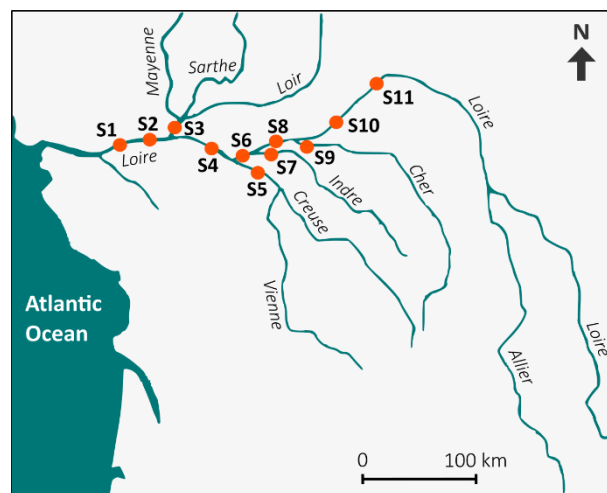 N
Mayenne
Sarthe
Loir
Loire
S1
S2
S3
S4
S5
S6
S7
S8
S9
S10
S11
Loire
Indre
Cher
Creuse
Vienne
Allier
Loire
Atlantic
Ocean
0
100 km